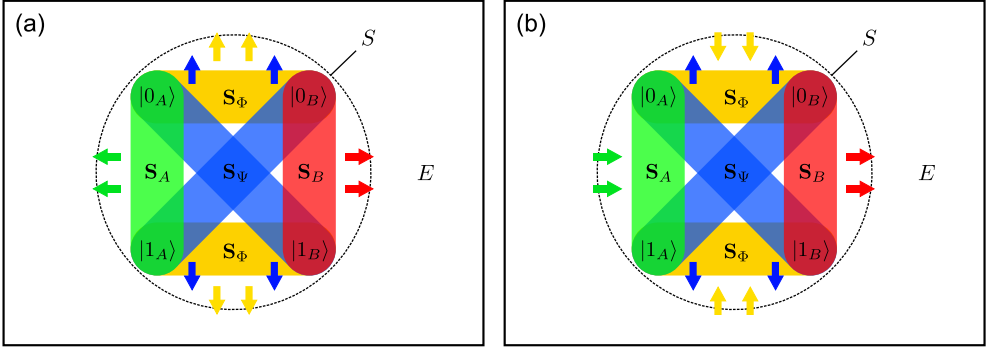 (a)
S
|0_A⟩ S_Φ |0_B⟩
S_A S_Ψ S_B E
|1_A⟩ S_Φ |1_B⟩
(b)
S
|0_A⟩ S_Φ |0_B⟩
S_A S_Ψ S_B E
|1_A⟩ S_Φ |1_B⟩